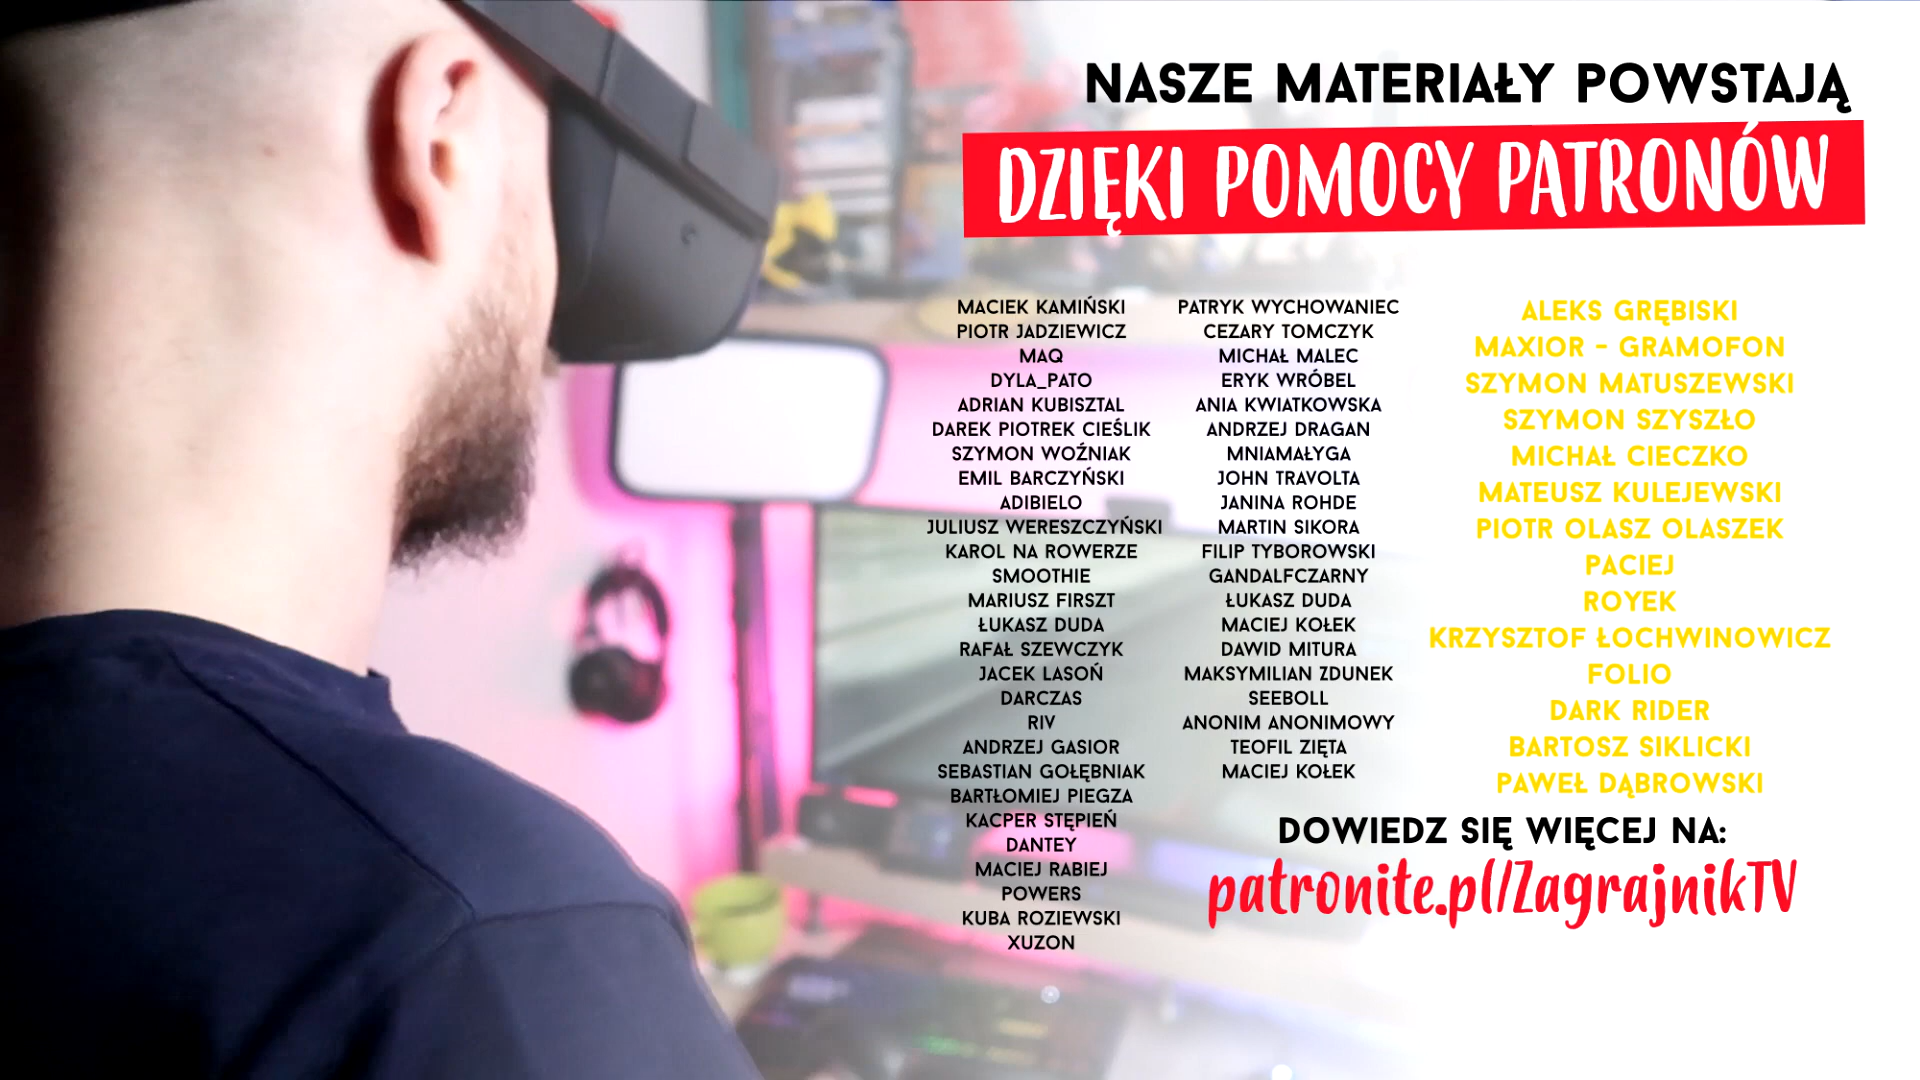 NASZE MATERIAŁY POWSTAJĄ
DZIĘKI POMOCY PATRONÓW
MACIEK KAMIŃSKI
PIOTR JADZIEWICZ
MAQ
DYLA_PATO
ADRIAN KUBISZTAL
DAREK PIOTREK CIEŚLIK
SZYMON WOŹNIAK
EMIL BARCZYŃSKI
ADIBIELO
JULIUSZ WERESZCZYŃSKI
KAROL NA ROWERZE
SMOOTHIE
MARIUSZ FIRSZT
ŁUKASZ DUDA
RAFAŁ SZEWCZYK
JACEK LASOŃ
DARCZAS
RIV
ANDRZEJ GASIOR
SEBASTIAN GOŁĘBNIAK
BARTŁOMIEJ PIEGZA
KACPER STĘPIEŃ
DANTEY
MACIEJ RABIEJ
POWERS
KUBA ROZIEWSKI
XUZON
PATRYK WYCHOWANIEC
CEZARY TOMCZYK
MICHAŁ MALEC
ERYK WRÓBEL
ANIA KWIATKOWSKA
ANDRZEJ DRAGAN
MNIAMAŁYGA
JOHN TRAVOLTA
JANINA ROHDE
MARTIN SIKORA
FILIP TYBOROWSKI
GANDALFCZARNY
ŁUKASZ DUDA
MACIEJ KOŁEK
DAWID MITURA
MAKSYMILIAN ZDUNEK
SEEBOLL
ANONIM ANONIMOWY
TEOFIL ZIĘTA
MACIEJ KOŁEK
ALEKS GRĘBISKI
MAXIOR - GRAMOFON
SZYMON MATUSZEWSKI
SZYMON SZYSZŁO
MICHAŁ CIECZKO
MATEUSZ KULEJEWSKI
PIOTR OLASZ OLASZEK
PACIEJ
ROYEK
KRZYSZTOF ŁOCHWINOWICZ
FOLIO
DARK RIDER
BARTOSZ SIKLICKI
PAWEŁ DĄBROWSKI
DOWIEDZ SIĘ WIĘCEJ NA:
patronite.pl/ZagrajnikTV